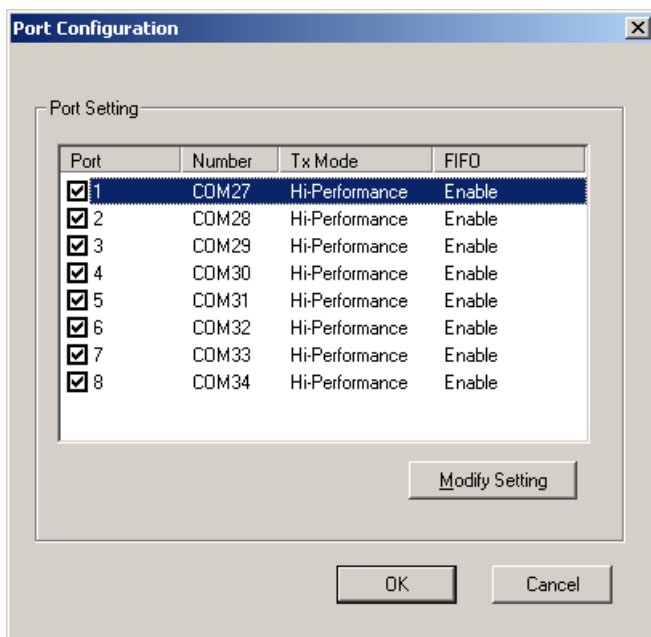 Port Configuration
Port Setting
Port Number Tx Mode FIFO
1 COM27 Hi-Performance Enable
2 COM28 Hi-Performance Enable
3 COM29 Hi-Performance Enable
4 COM30 Hi-Performance Enable
5 COM31 Hi-Performance Enable
6 COM32 Hi-Performance Enable
7 COM33 Hi-Performance Enable
8 COM34 Hi-Performance Enable
Modify Setting
OK Cancel